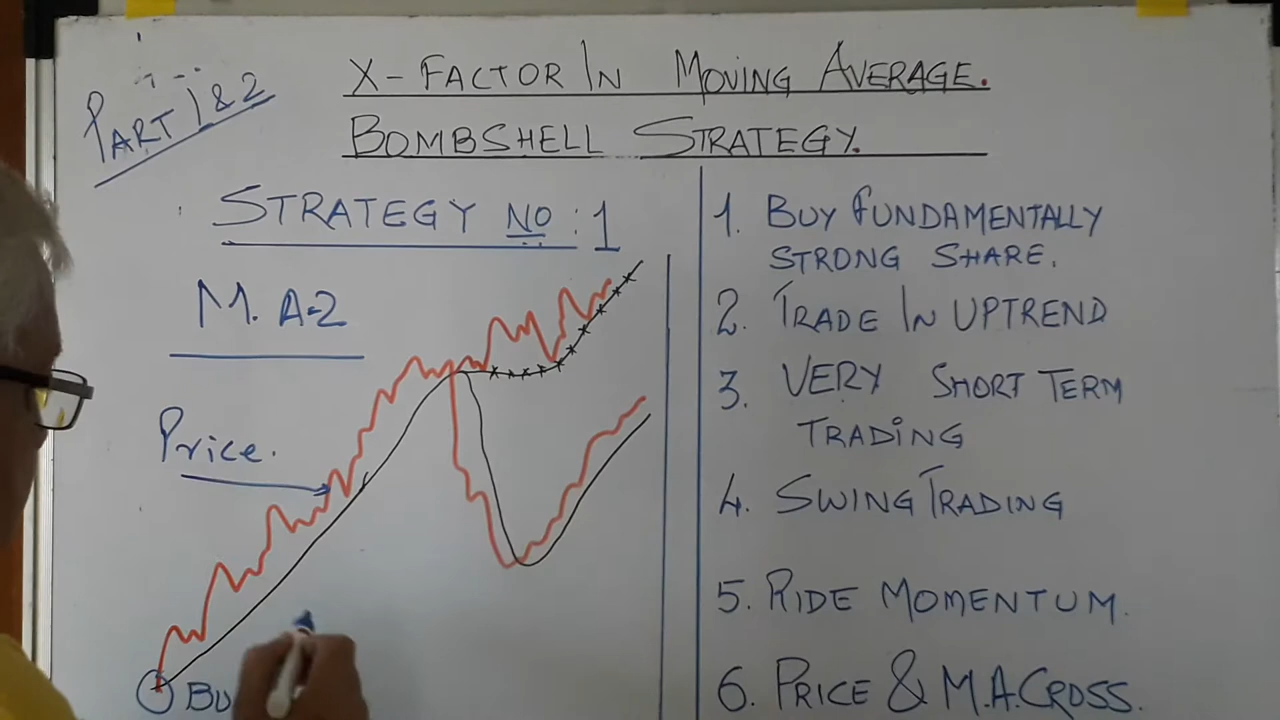 PART 1 & 2
X-FACTOR IN MOVING AVERAGE.
BOMBSHELL STRATEGY.
STRATEGY NO: 1
M. A-2
Price.
BU
1. BUY FUNDAMENTALLY
STRONG SHARE.
2. TRADE IN UPTREND
3. VERY SHORT TERM
TRADING
4. SWING TRADING
5. RIDE MOMENTUM.
6. PRICE & M.A.CROSS.